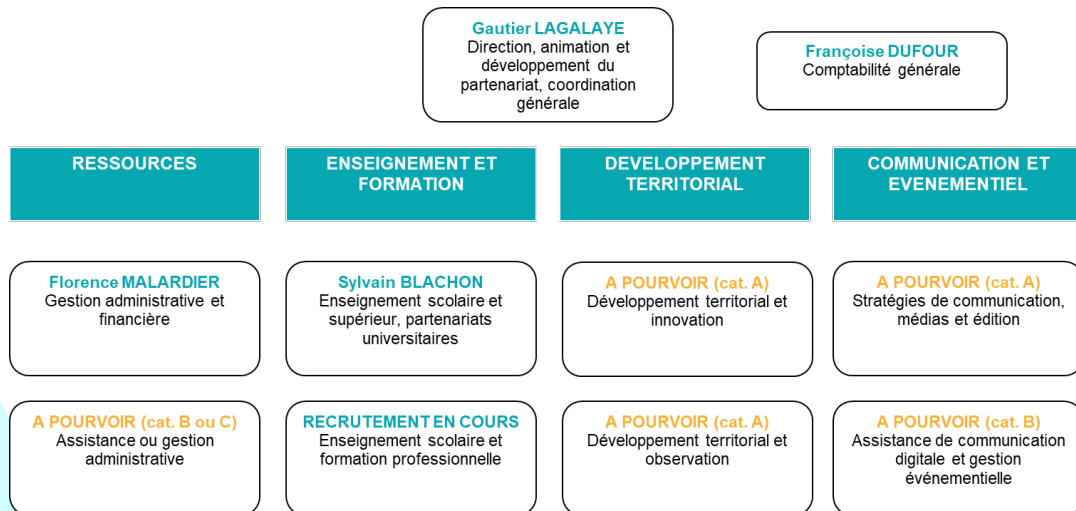 Gautier LAGALAYE
Direction, animation et
développement du
partenariat, coordination
générale
Françoise DUFOUR
Comptabilité générale
RESSOURCES
ENSEIGNEMENT ET
FORMATION
DEVELOPPEMENT
TERRITORIAL
COMMUNICATION ET
EVENEMENTIEL
Florence MALARDIER
Gestion administrative et
financière
Sylvain BLACHON
Enseignement scolaire et
supérieur, partenariats
universitaires
A POURVOIR (cat. A)
Développement territorial et
innovation
A POURVOIR (cat. A)
Stratégies de communication,
médias et édition
A POURVOIR (cat. B ou C)
Assistance ou gestion
administrative
RECRUTEMENT EN COURS
Enseignement scolaire et
formation professionnelle
A POURVOIR (cat. A)
Développement territorial et
observation
A POURVOIR (cat. B)
Assistance de communication
digitale et gestion
événementielle